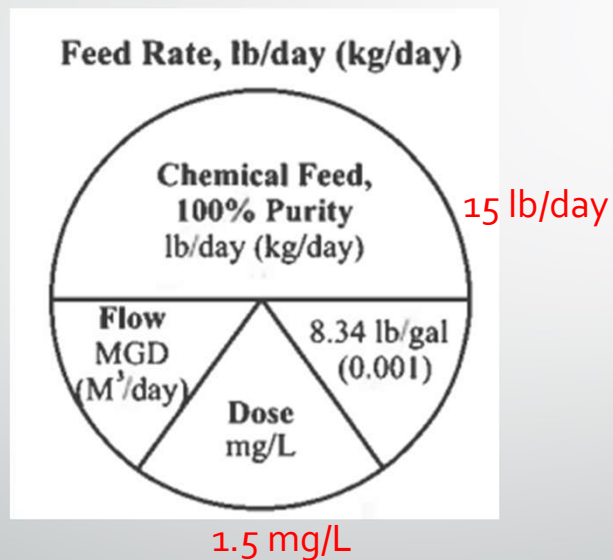 Feed Rate, lb/day (kg/day)
Chemical Feed,
100% Purity
lb/day (kg/day)
15 lb/day
Flow
MGD
(M³/day)
8.34 lb/gal
(0.001)
Dose
mg/L
1.5 mg/L